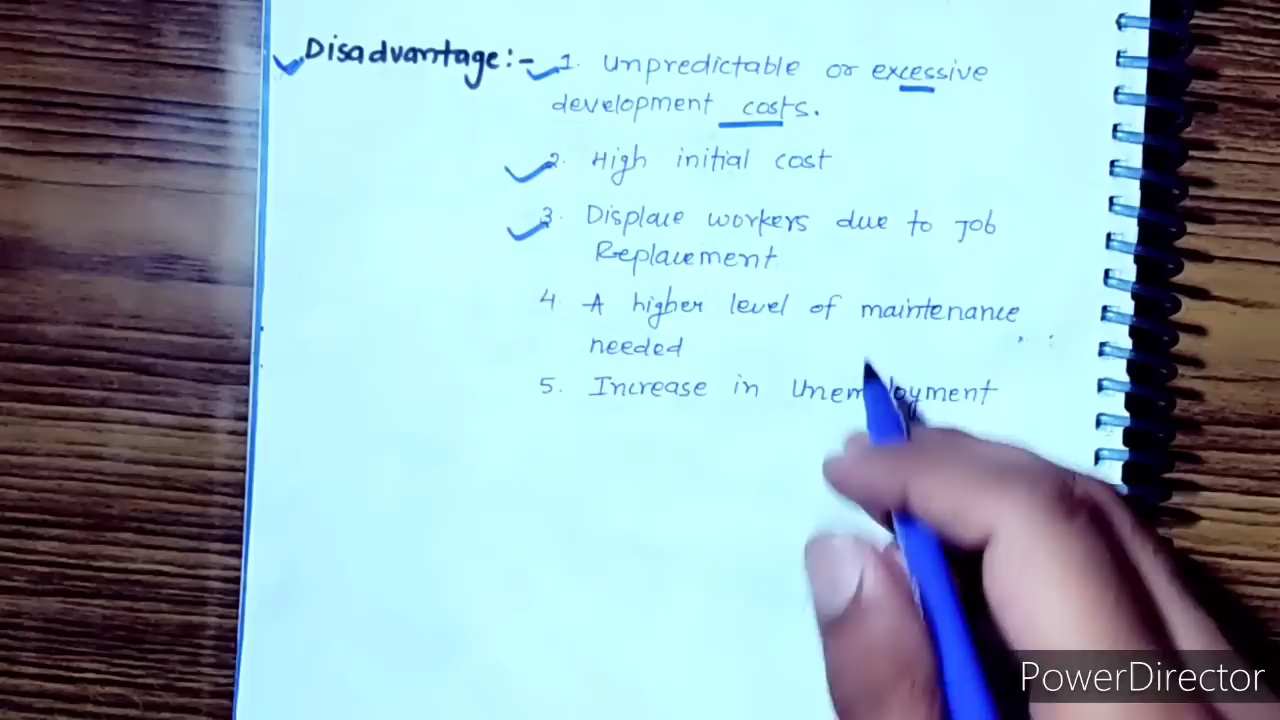 Disadvantage:- 1. Unpredictable or excessive
development costs.
2. High initial cost
3. Displace workers due to Job
Replacement
4. A higher level of maintenance
needed
5. Increase in Unemployment
PowerDirector